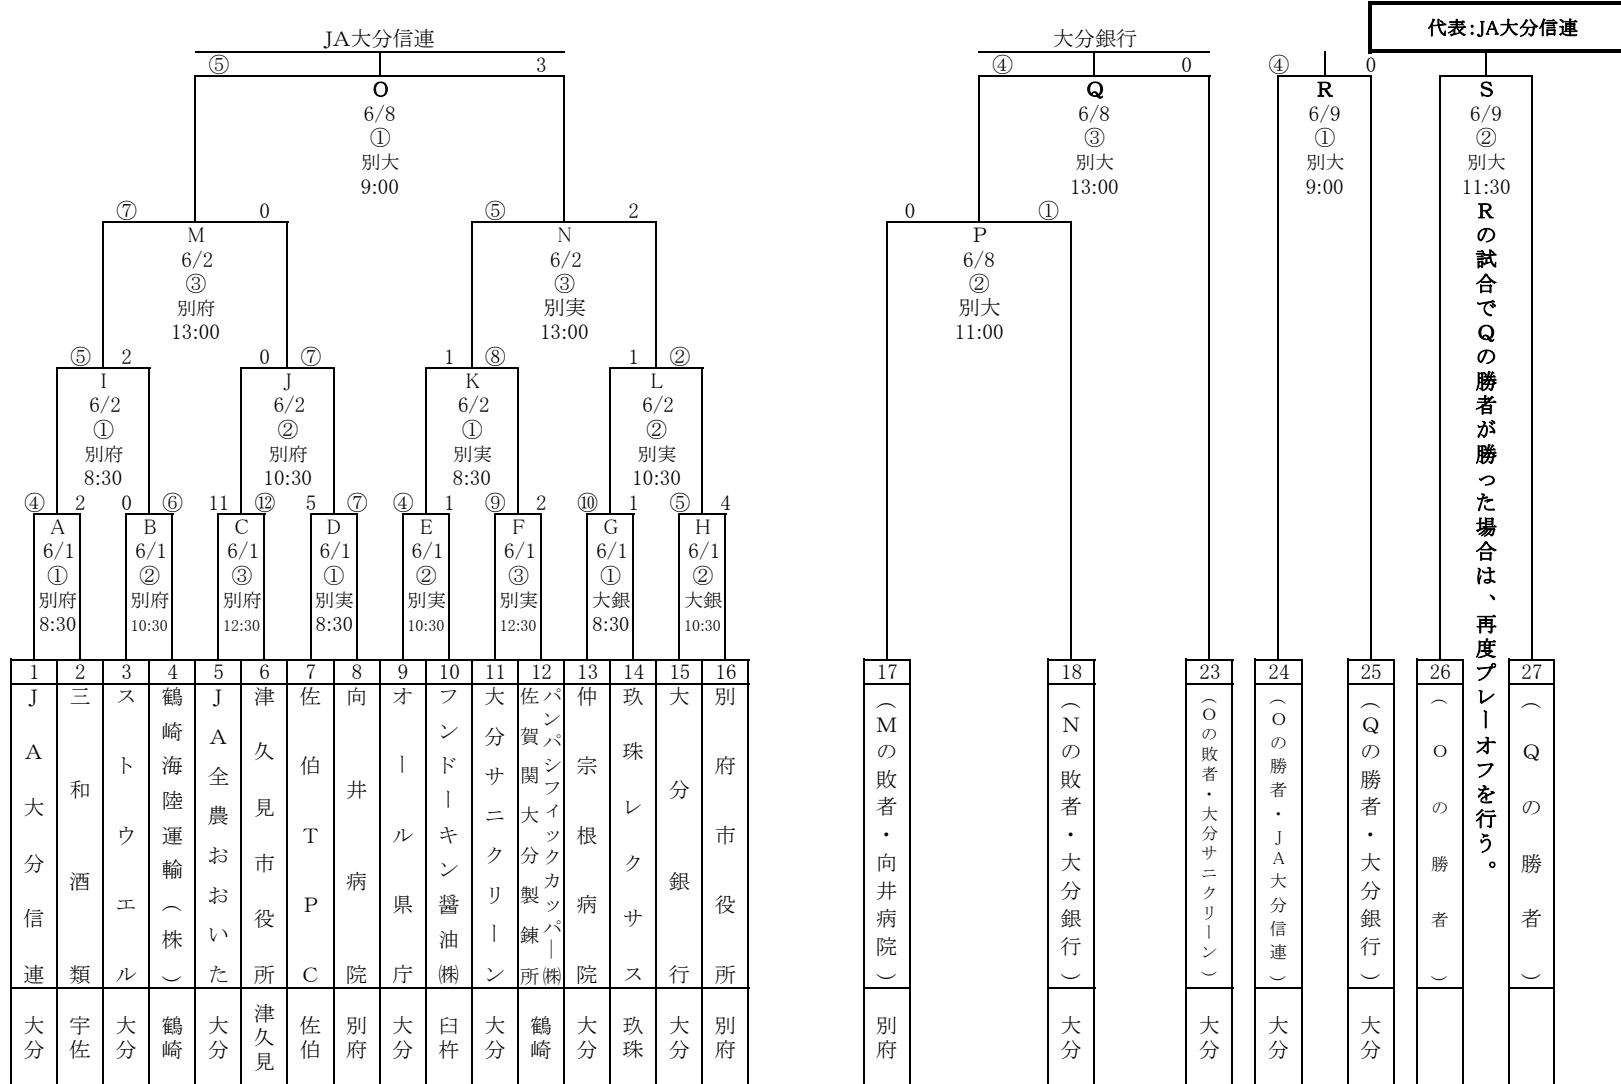 代表:JA大分信連
JA大分信連
大分銀行
⑤ 3
④ 0
④ 0
O
6/8
①
別大
9:00
Q
6/8
③
別大
13:00
R
6/9
①
別大
9:00
S
6/9
②
別大
11:30
Rの試合でQの勝者が勝った場合は、再度プレーオフを行う。
⑦ 0
⑤ 2
0 ①
M
6/2
③
別府
13:00
N
6/2
③
別実
13:00
P
6/8
②
別大
11:00
⑤ 2
0 ⑦
1 ⑧
1 ②
I
6/2
①
別府
8:30
J
6/2
②
別府
10:30
K
6/2
①
別実
8:30
L
6/2
②
別実
10:30
④ 2
0 ⑥
11 ⑫
5 ⑦
④ 1
⑨ 2
⑩ 1
⑤ 4
A
6/1
①
別府
8:30
B
6/1
②
別府
10:30
C
6/1
③
別府
12:30
D
6/1
①
別実
8:30
E
6/1
②
別実
10:30
F
6/1
③
別実
12:30
G
6/1
①
大銀
8:30
H
6/1
②
大銀
10:30
1
JA大分信連
大分
2
三和酒類
宇佐
3
ストウエル
大分
4
鶴崎海陸運輸(株)
鶴崎
5
JA全農おおいた
大分
6
津久見市役所
津久見
7
佐伯TPC
佐伯
8
向井病院
別府
9
オール県庁
大分
10
フンドーキン醤油㈱
臼杵
11
大分サニクリーン
大分
12
パンパシフィックカッパー㈱
佐賀関大分製錬所
鶴崎
13
仲宗根病院
大分
14
玖珠レクサス
玖珠
15
大分銀行
大分
16
別府市役所
別府
17
(Mの敗者・向井病院)
別府
18
(Nの敗者・大分銀行)
大分
23
(Oの敗者・大分サニクリーン)
大分
24
(Oの勝者・JA大分信連)
大分
25
(Qの勝者・大分銀行)
大分
26
(Oの勝者)
27
(Qの勝者)